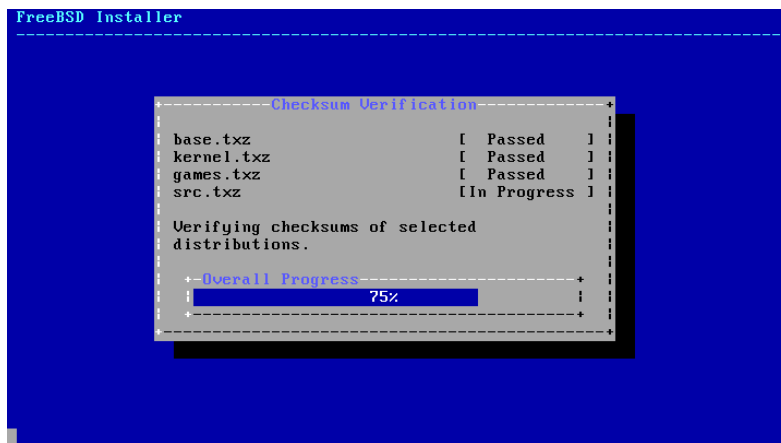 FreeBSD Installer
Checksum Verification
base.txz [ Passed ]
kernel.txz [ Passed ]
games.txz [ Passed ]
src.txz [In Progress ]
Verifying checksums of selected
distributions.
Overall Progress
75%